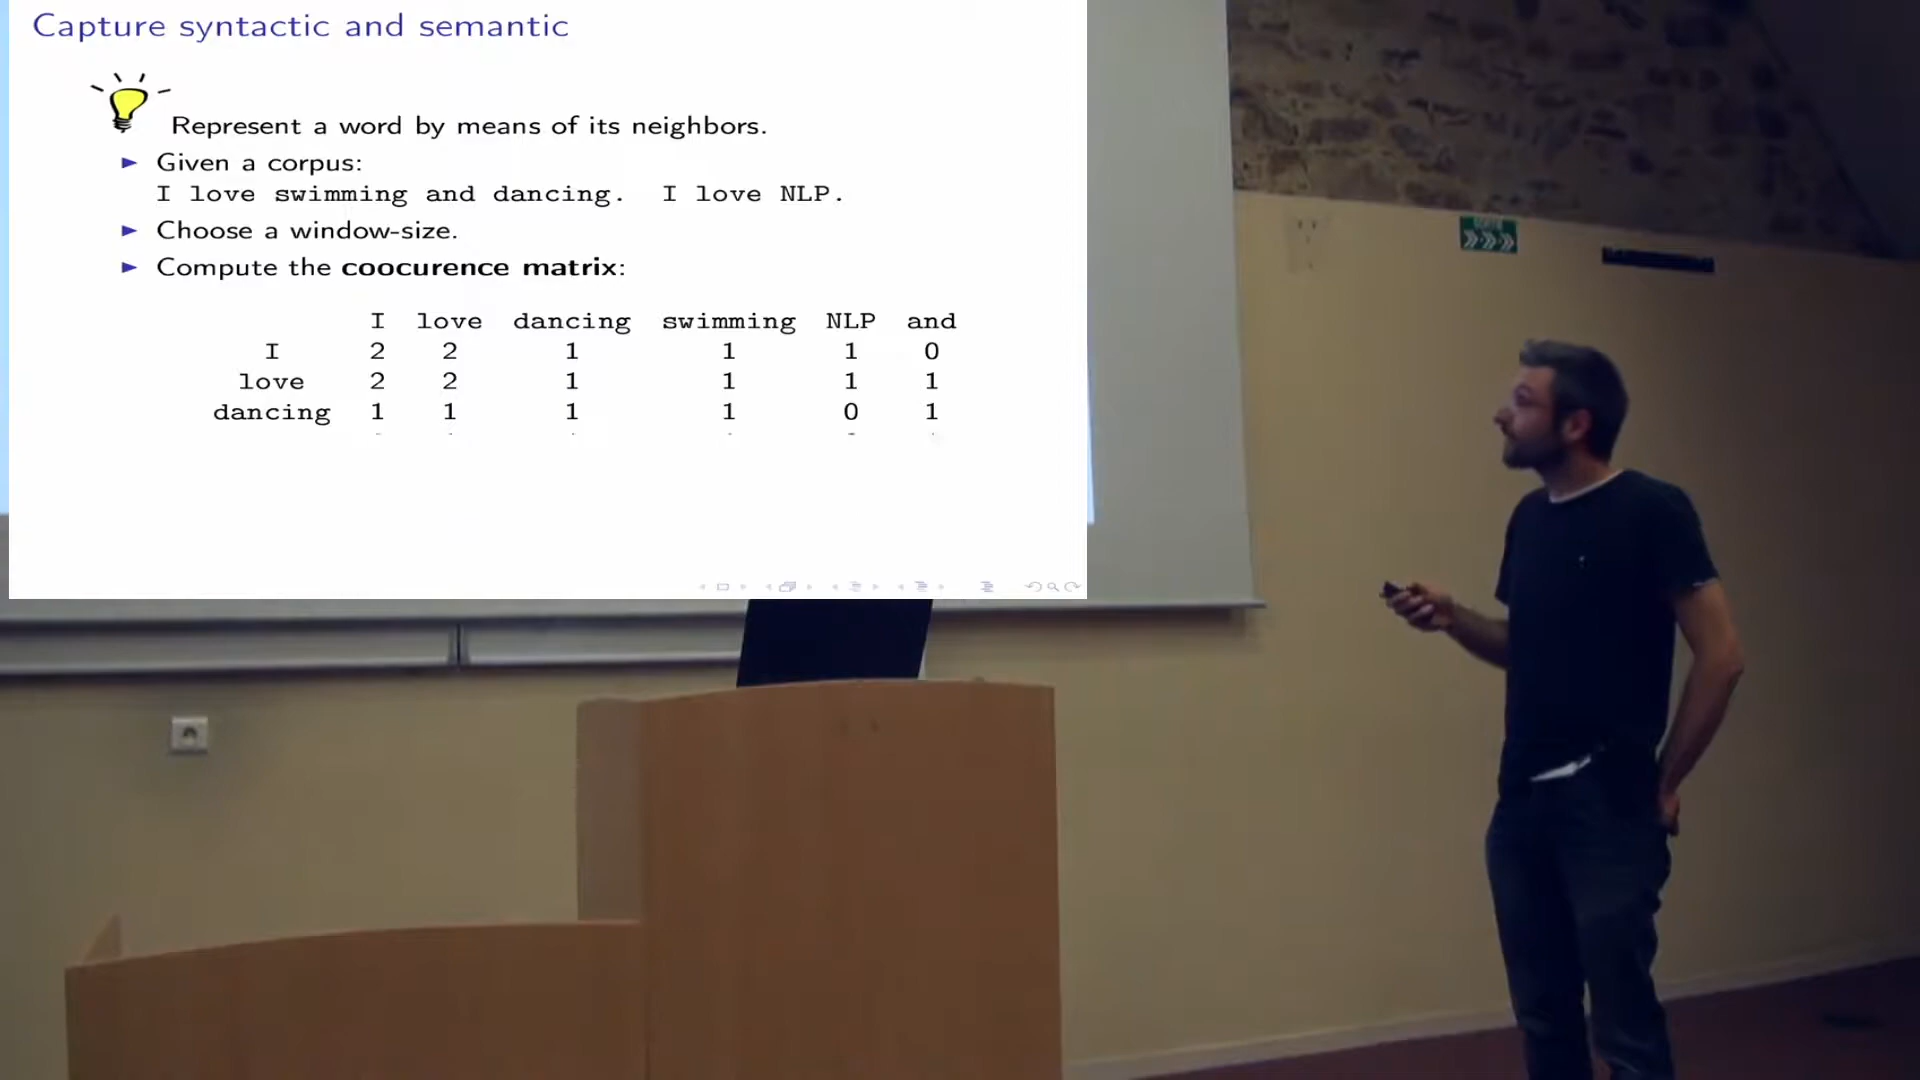 Capture syntactic and semantic
Represent a word by means of its neighbors.
► Given a corpus:
I love swimming and dancing. I love NLP.
► Choose a window-size.
► Compute the coocurence matrix:
I love dancing swimming NLP and
I 2 2 1 1 1 0
love 2 2 1 1 1 1
dancing 1 1 1 1 0 1